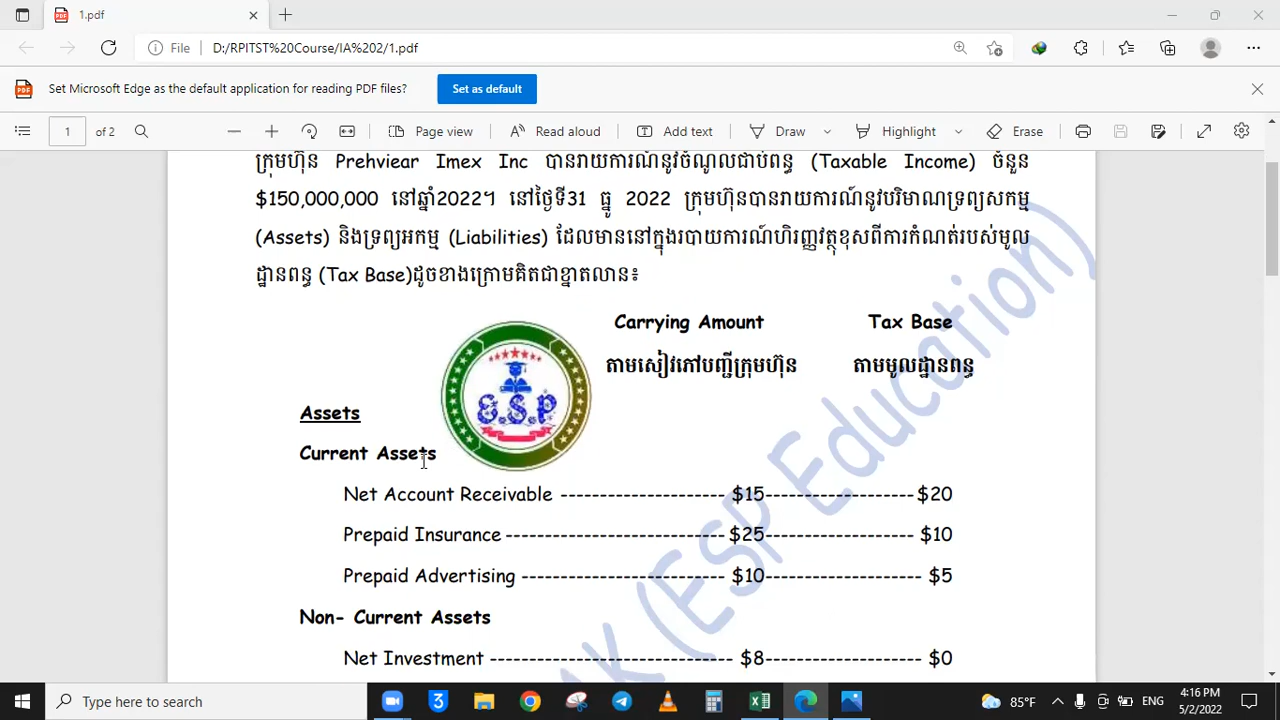 1.pdf
File
D:/RPITST%20Course/IA%202/1.pdf
Set Microsoft Edge as the default application for reading PDF files?
Set as default
1 of 2
Page view
Read aloud
Add text
Draw
Highlight
Erase
ក្រុមហ៊ុន Prehviear Imex Inc បានរាយការណ៍នូវចំណូលជាប់ពន្ធ (Taxable Income) ចំនួន
$150,000,000 នៅឆ្នាំ2022។ នៅថ្ងៃទី31 ធ្នូ 2022 ក្រុមហ៊ុនបានរាយការណ៍នូវបរិមាណទ្រព្យសកម្ម
(Assets) និងទ្រព្យអកម្ម (Liabilities) ដែលមាននៅក្នុងរបាយការណ៍ហិរញ្ញវត្ថុខុសពីការកំណត់របស់មូល
ដ្ឋានពន្ធ (Tax Base)ដូចខាងក្រោមគិតជាខ្នាតលាន៖
Carrying Amount Tax Base
តាមសៀវភៅបញ្ជីក្រុមហ៊ុន តាមមូលដ្ឋានពន្ធ
E.S.P
Assets
Current Assets
Net Account Receivable ---------------------- $15-------------------- $20
Prepaid Insurance ----------------------------- $25-------------------- $10
Prepaid Advertising --------------------------- $10--------------------- $5
Non- Current Assets
Net Investment -------------------------------- $8--------------------- $0
AK (ESP Education)
Type here to search
85°F
ENG
4:16 PM
5/2/2022